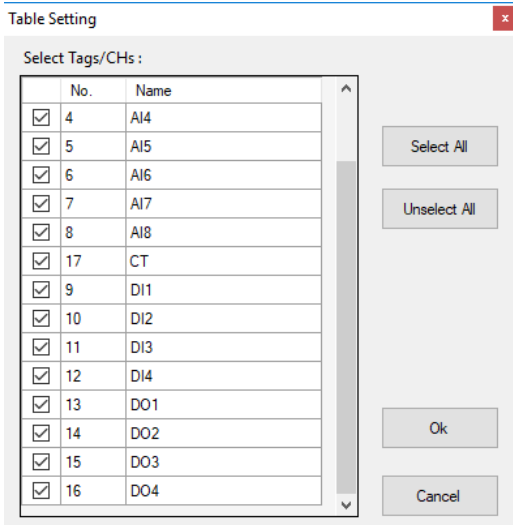 Table Setting
x
Select Tags/CHs :
No. Name
4 AI4
5 AI5
6 AI6
7 AI7
8 AI8
17 CT
9 DI1
10 DI2
11 DI3
12 DI4
13 DO1
14 DO2
15 DO3
16 DO4
Select All
Unselect All
Ok
Cancel